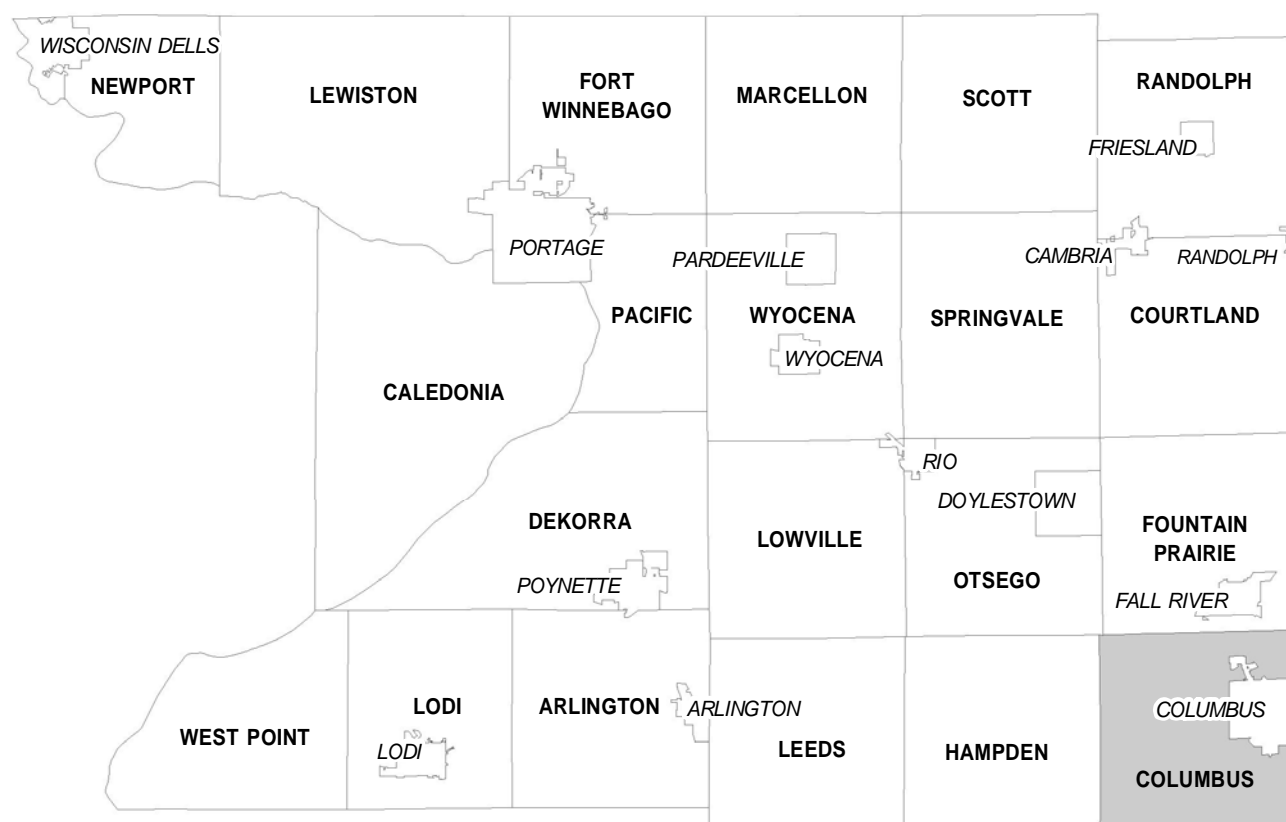 WISCONSIN DELLS
NEWPORT
LEWISTON
FORT
WINNEBAGO
MARCELLON
SCOTT
RANDOLPH
FRIESLAND
PORTAGE
PARDEEVILLE
CAMBRIA
RANDOLPH
PACIFIC
WYOCENA
SPRINGVALE
COURTLAND
WYOCENA
CALEDONIA
RIO
DOYLESTOWN
DEKORRA
LOWVILLE
FOUNTAIN
PRAIRIE
POYNETTE
OTSEGO
FALL RIVER
WEST POINT
LODI
LODI
ARLINGTON
ARLINGTON
LEEDS
HAMPDEN
COLUMBUS
COLUMBUS